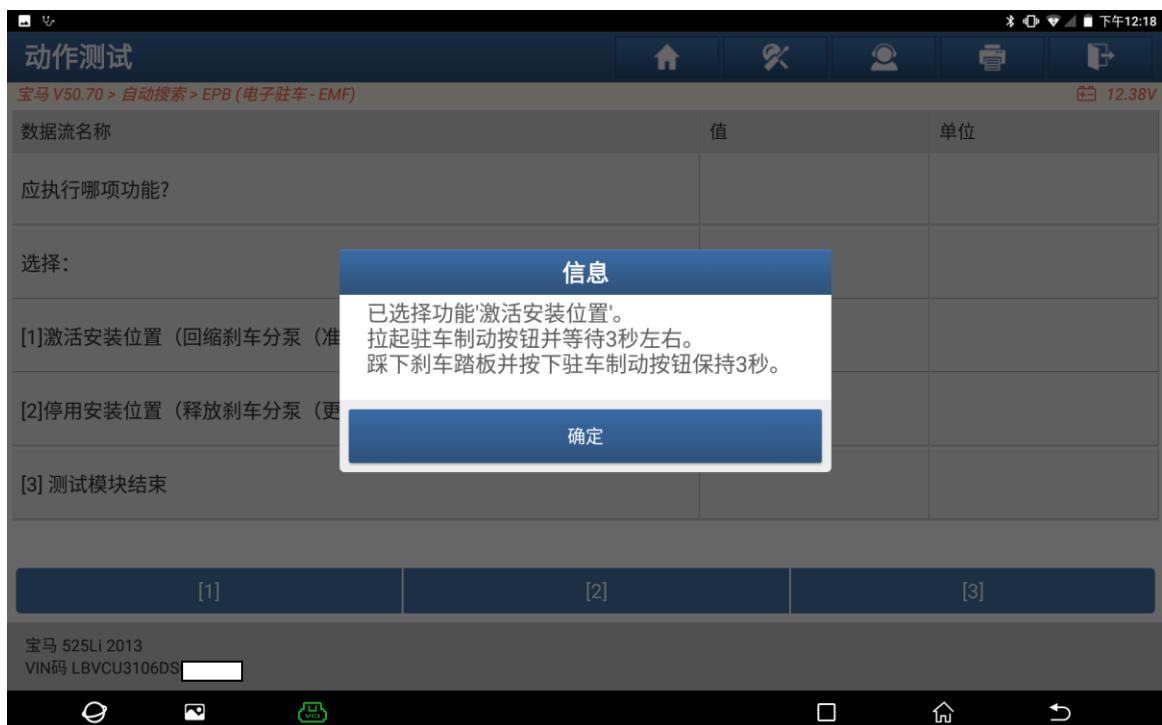 下午12:18
动作测试
宝马 V50.70 > 自动搜索 > EPB (电子驻车 - EMF)
12.38V
数据流名称 值 单位
应执行哪项功能?
选择：
信息
已选择功能'激活安装位置'。
拉起驻车制动按钮并等待3秒左右。
踩下刹车踏板并按下驻车制动按钮保持3秒。
确定
[1]激活安装位置（回缩刹车分泵（准
[2]停用安装位置（释放刹车分泵（更
[3] 测试模块结束
[1] [2] [3]
宝马 525Li 2013
VIN码 LBVCU3106DS
VCI